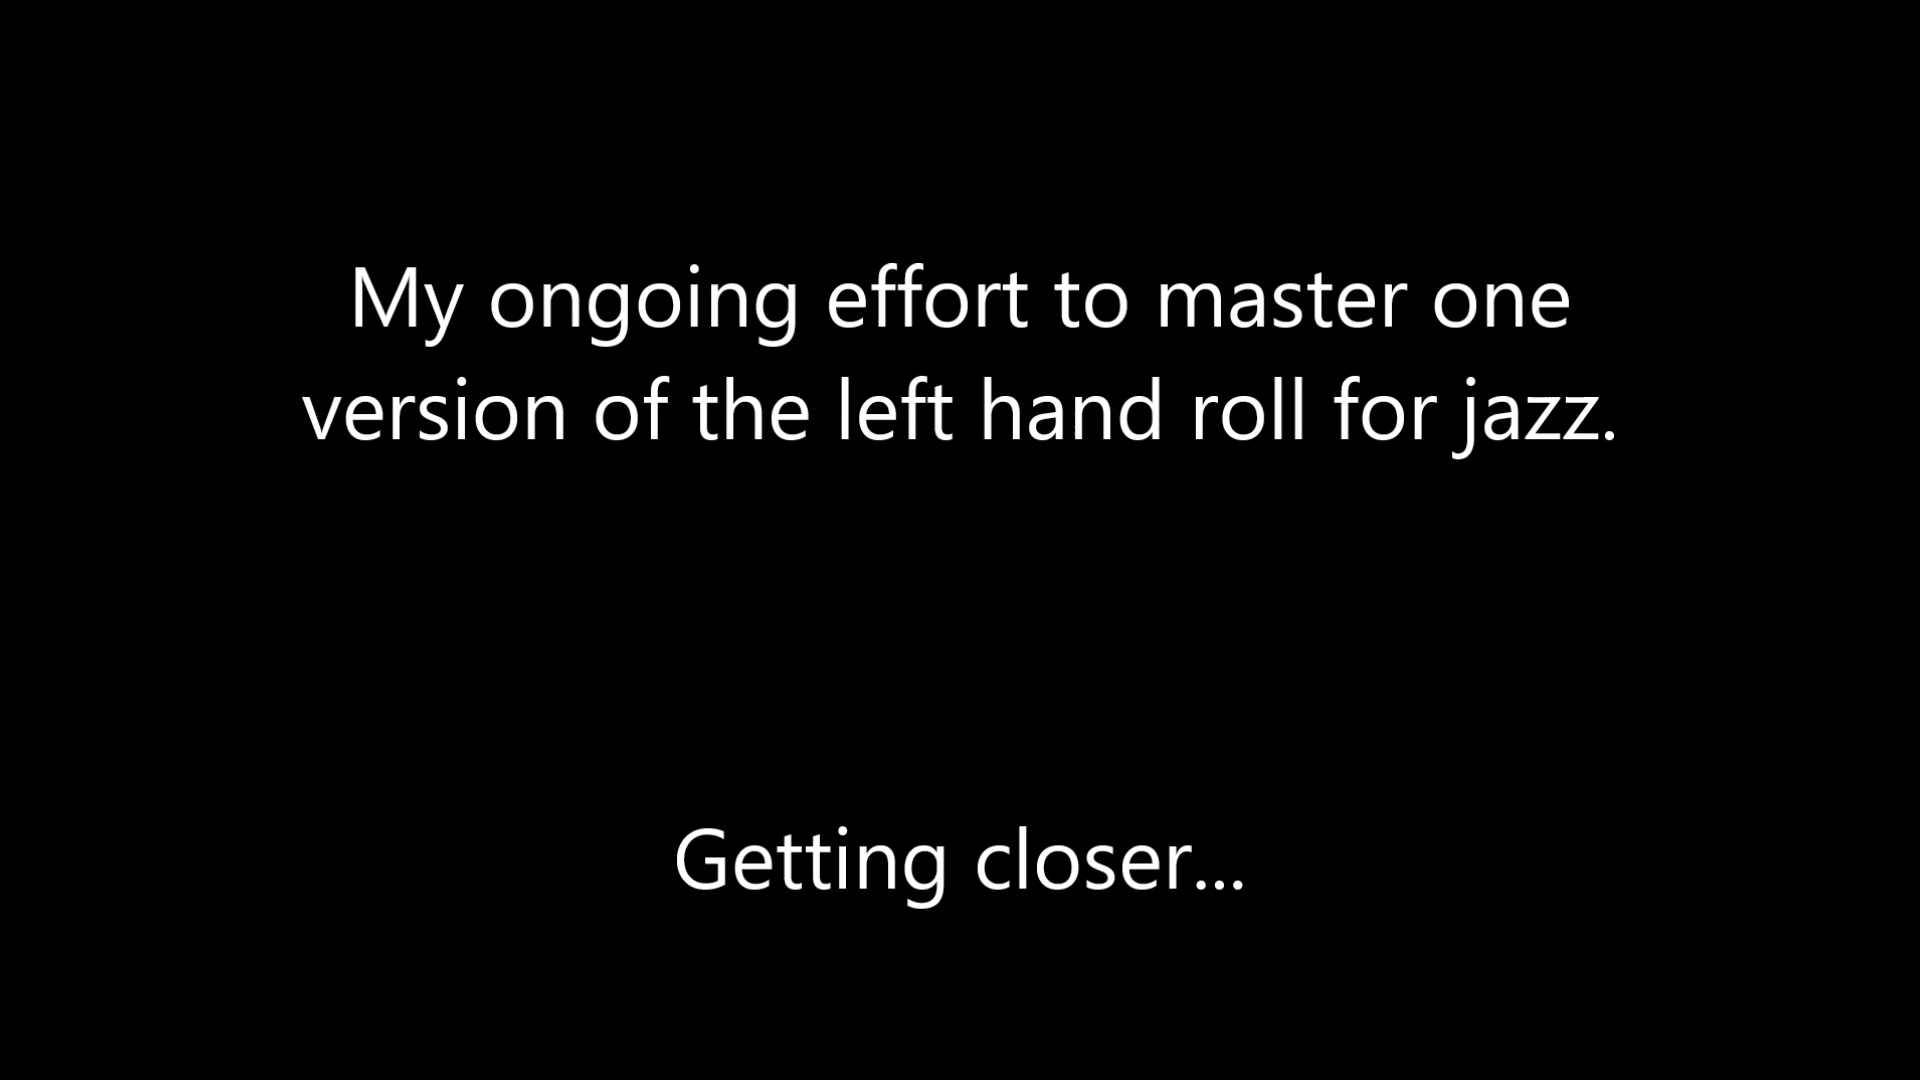 My ongoing effort to master one
version of the left hand roll for jazz.
Getting closer...